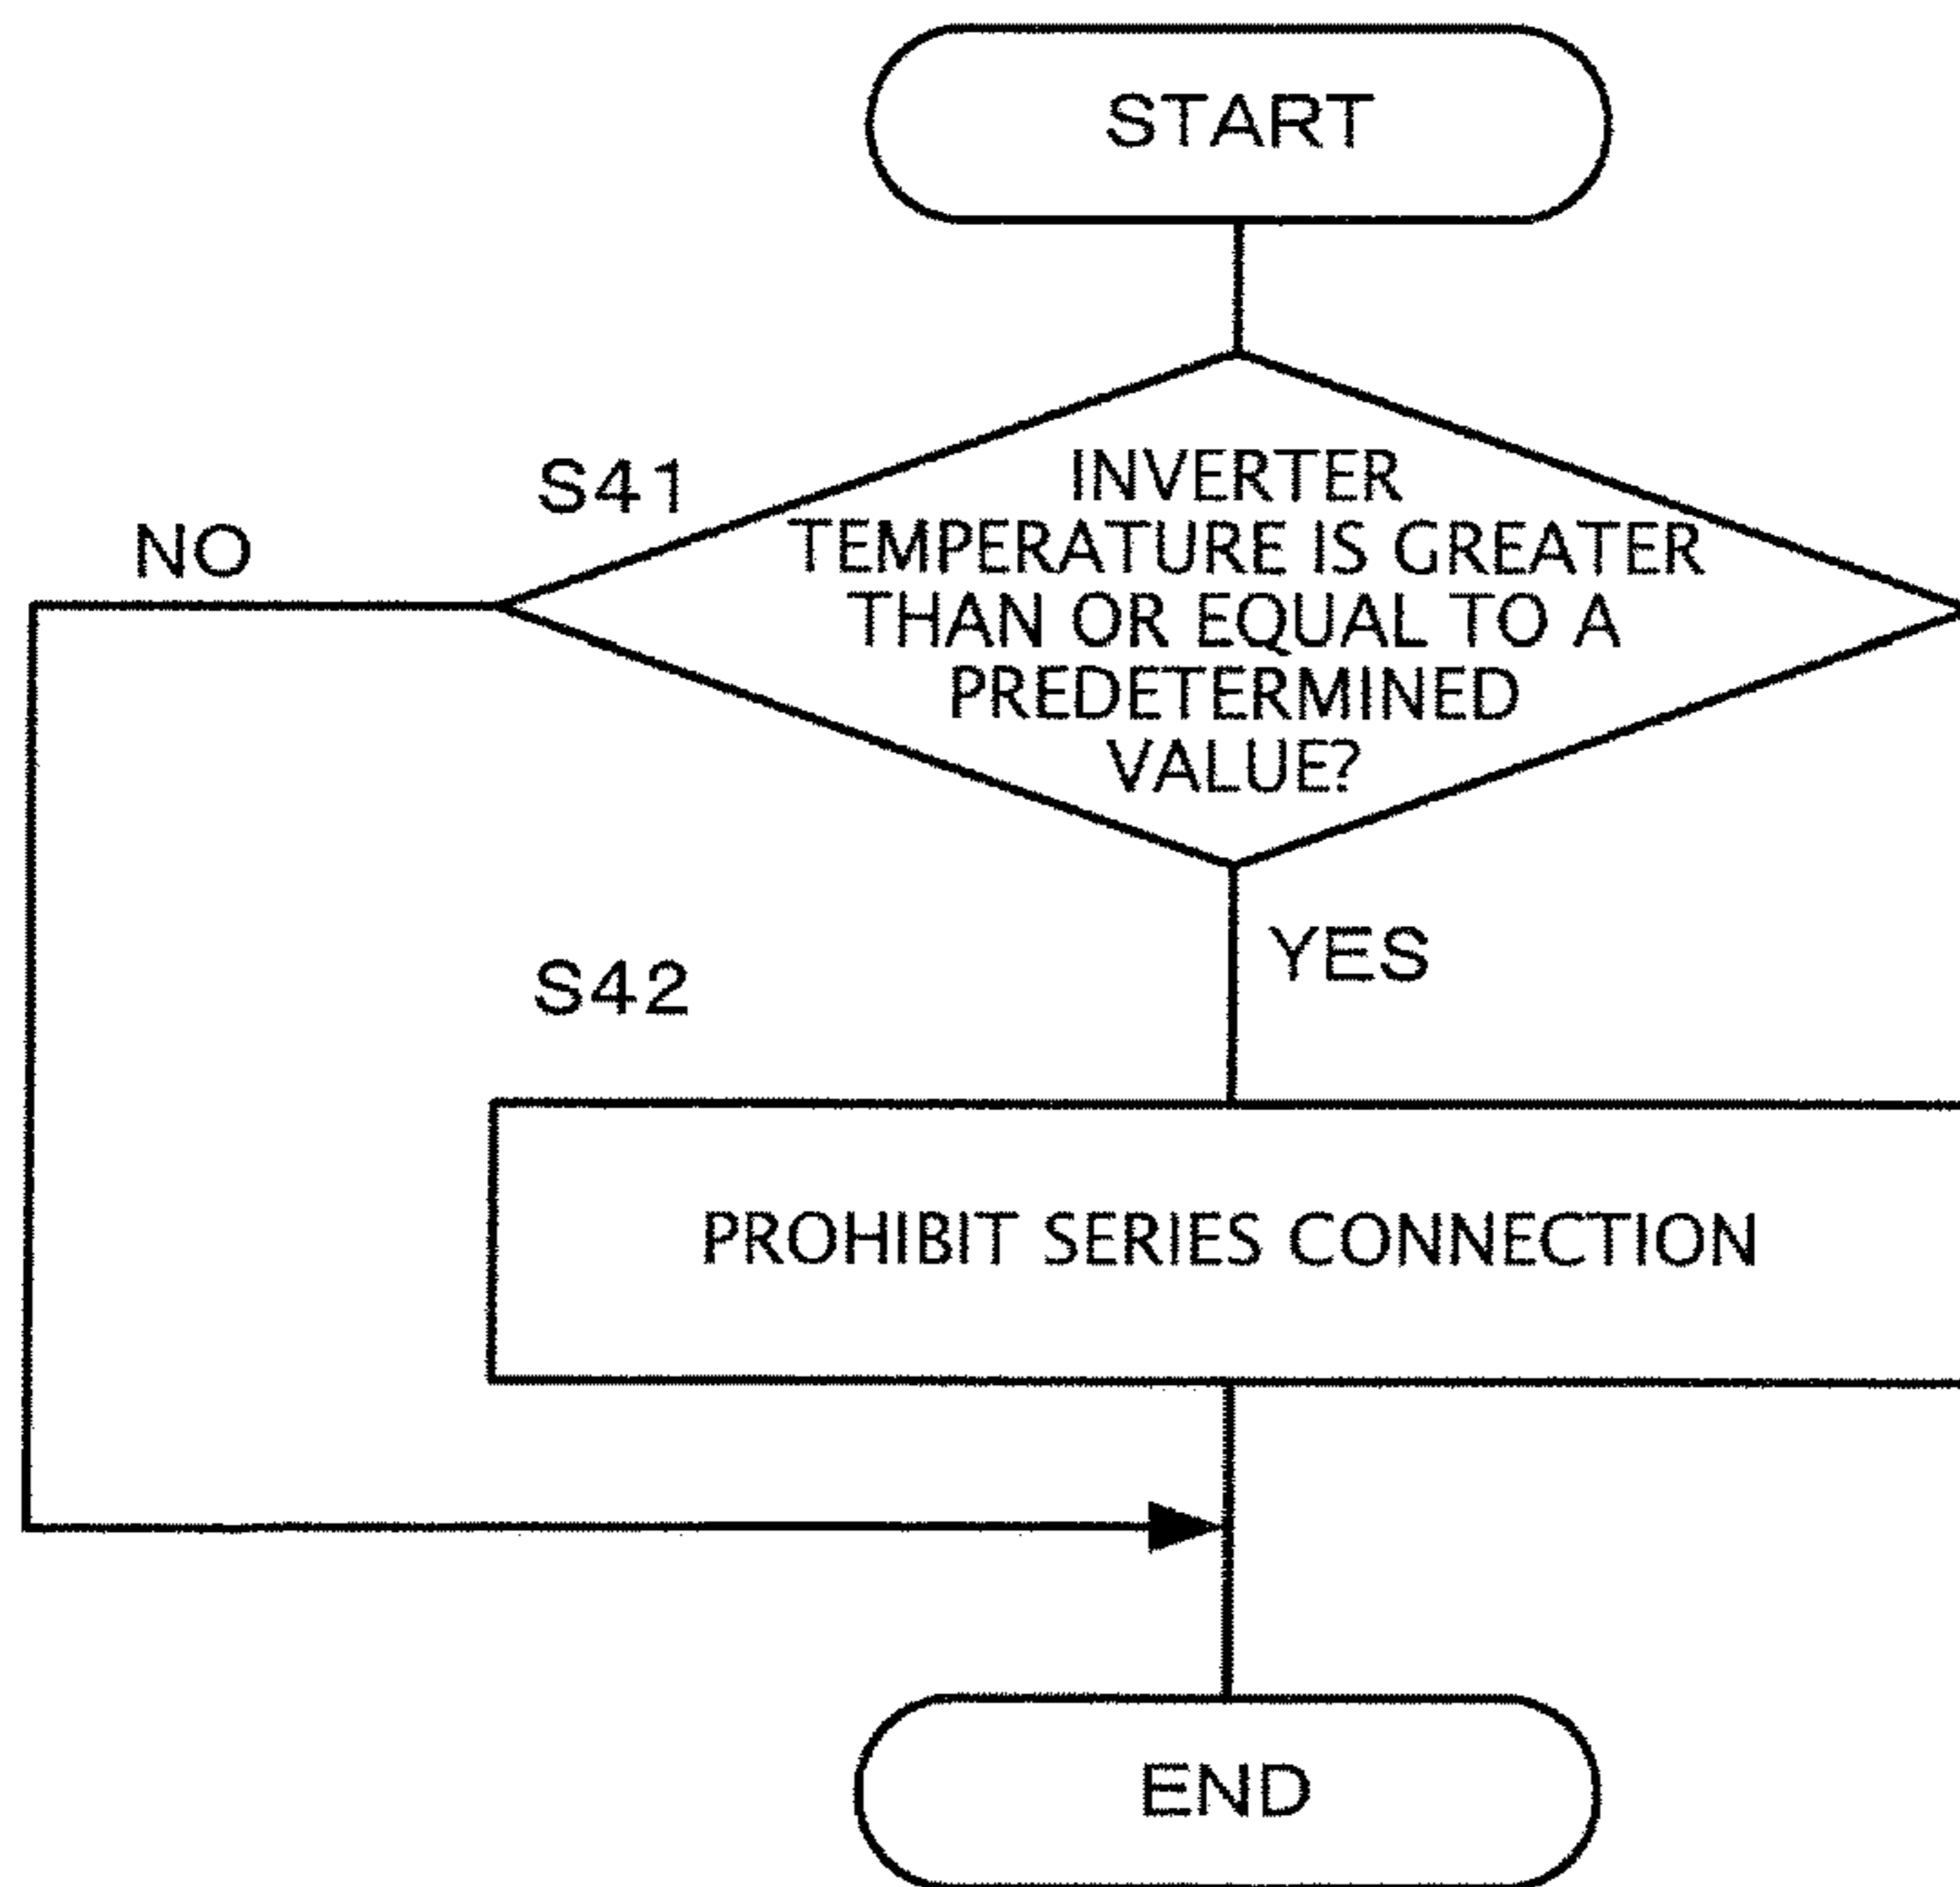 START
S41
NO
INVERTER
TEMPERATURE IS GREATER
THAN OR EQUAL TO A
PREDETERMINED
VALUE?
YES
S42
PROHIBIT SERIES CONNECTION
END